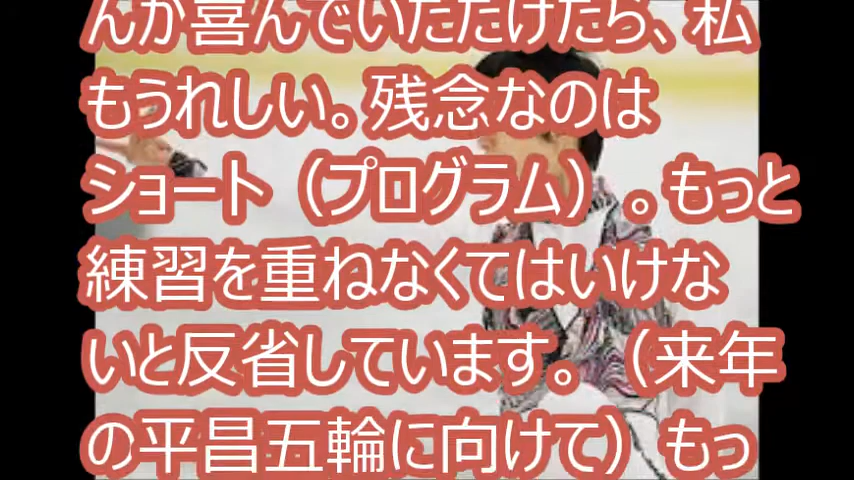 んが喜んでいただけたら、私
もうれしい。残念なのは
ショート（プログラム）。もっと
練習を重ねなくてはいけな
いと反省しています。（来年
の平昌五輪に向けて）もっ